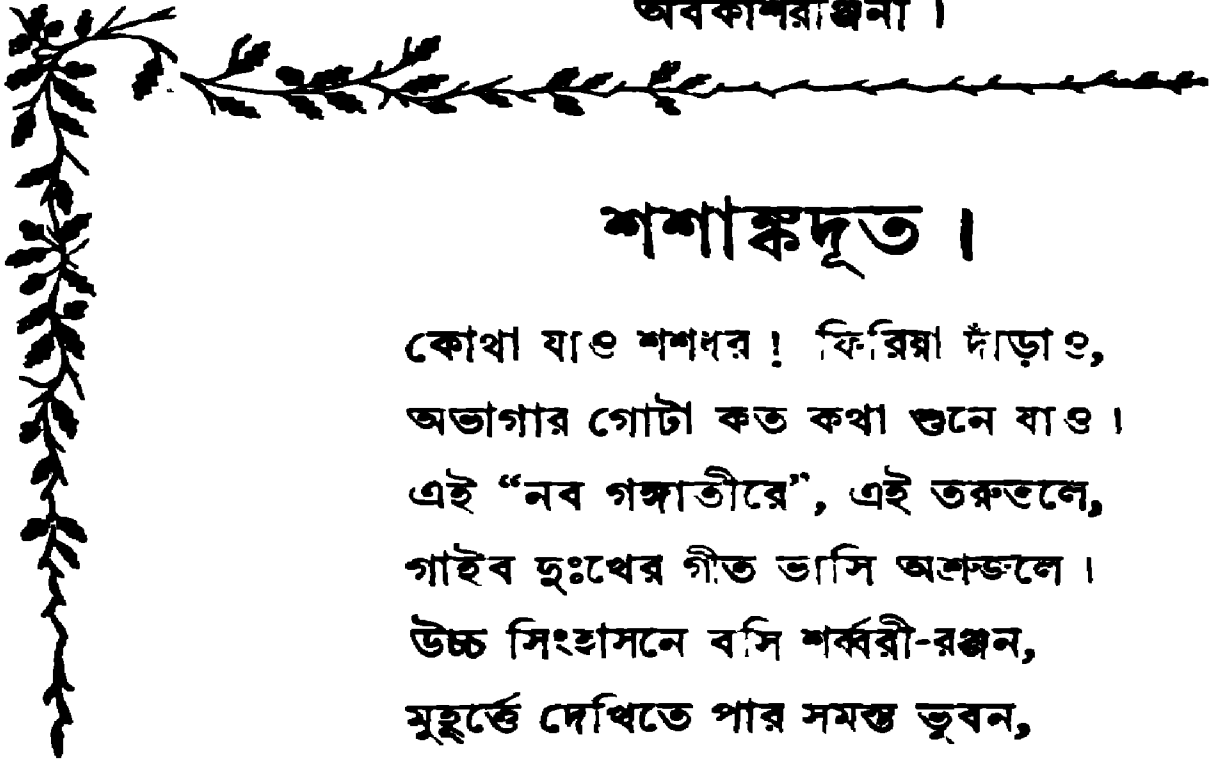 অবকাশরঞ্জিনী ।
শশাঙ্কদূত ।
কোথা যাও শশধর ! ফিরিয়া দাঁড়াও,
অভাগার গোটা কত কথা শুনে যাও ।
এই “নব গঙ্গাতীরে”, এই তরুতলে,
গাইব দুঃখের গীত ভাসি অশ্রুজলে ।
উচ্চ সিংহাসনে বসি শর্ব্বরী-রঞ্জন,
মুহূর্ত্তে দেখিতে পার সমস্ত ভুবন,